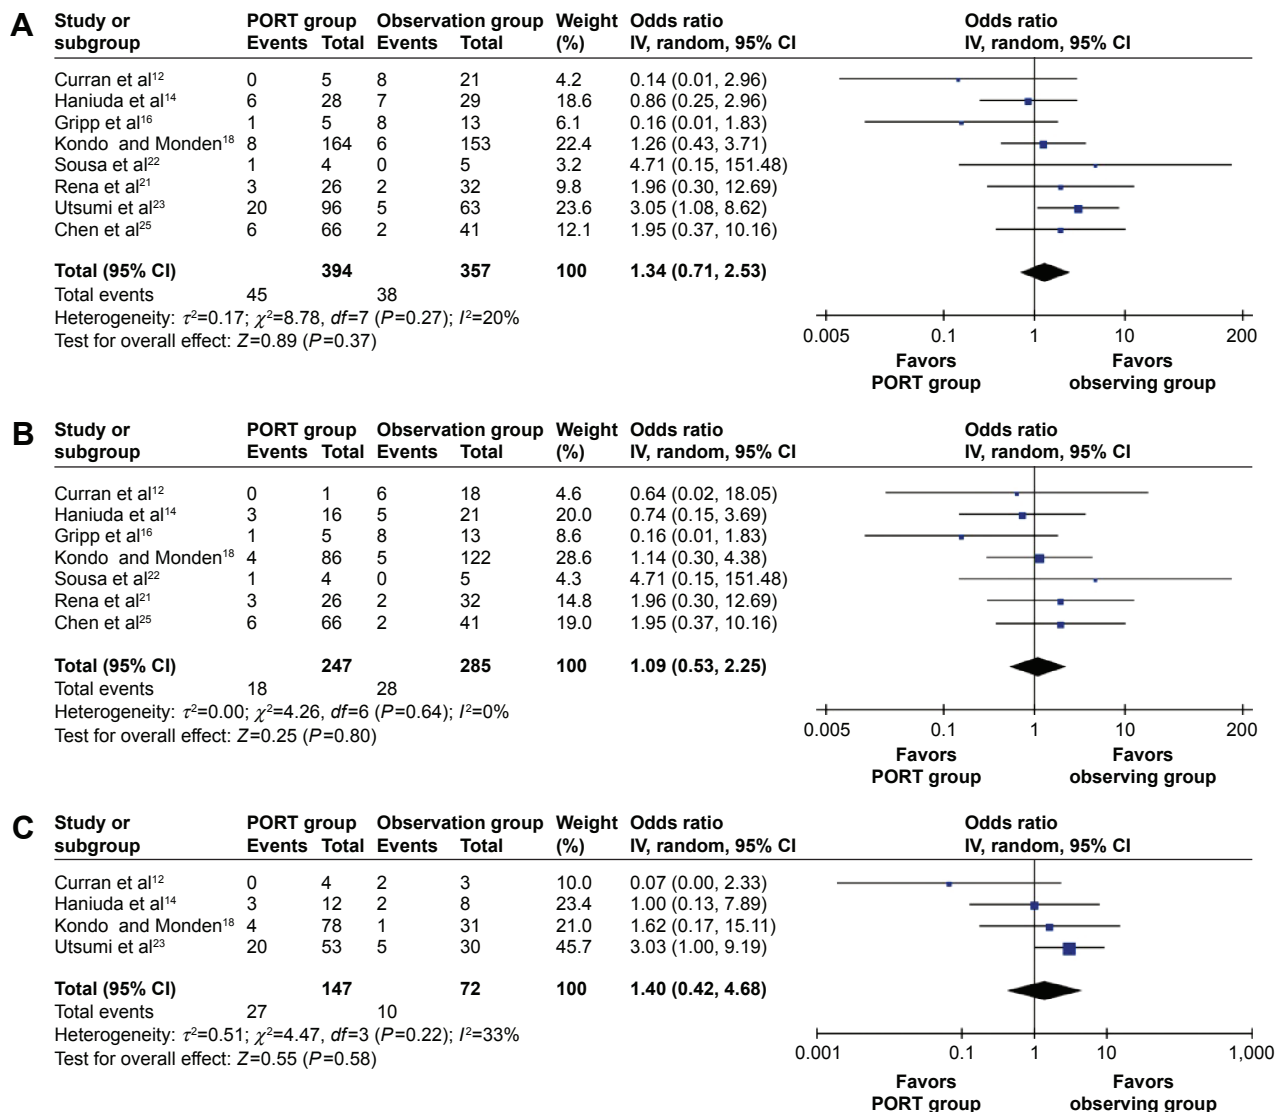 A
Study or PORT group Observation group Weight Odds ratio Odds ratio
subgroup Events Total Events Total (%) IV, random, 95% CI IV, random, 95% CI
Curran et al12 0 5 8 21 4.2 0.14 (0.01, 2.96)
Haniuda et al14 6 28 7 29 18.6 0.86 (0.25, 2.96)
Gripp et al16 1 5 8 13 6.1 0.16 (0.01, 1.83)
Kondo and Monden18 8 164 6 153 22.4 1.26 (0.43, 3.71)
Sousa et al22 1 4 0 5 3.2 4.71 (0.15, 151.48)
Rena et al21 3 26 2 32 9.8 1.96 (0.30, 12.69)
Utsumi et al23 20 96 5 63 23.6 3.05 (1.08, 8.62)
Chen et al25 6 66 2 41 12.1 1.95 (0.37, 10.16)
Total (95% CI) 394 357 100 1.34 (0.71, 2.53)
Total events 45 38
Heterogeneity: τ2=0.17; χ2=8.78, df=7 (P=0.27); I2=20%
Test for overall effect: Z=0.89 (P=0.37)
0.005 0.1 1 10 200
Favors Favors
PORT group observing group
B
Study or PORT group Observation group Weight Odds ratio Odds ratio
subgroup Events Total Events Total (%) IV, random, 95% CI IV, random, 95% CI
Curran et al12 0 1 6 18 4.6 0.64 (0.02, 18.05)
Haniuda et al14 3 16 5 21 20.0 0.74 (0.15, 3.69)
Gripp et al16 1 5 8 13 8.6 0.16 (0.01, 1.83)
Kondo and Monden18 4 86 5 122 28.6 1.14 (0.30, 4.38)
Sousa et al22 1 4 0 5 4.3 4.71 (0.15, 151.48)
Rena et al21 3 26 2 32 14.8 1.96 (0.30, 12.69)
Chen et al25 6 66 2 41 19.0 1.95 (0.37, 10.16)
Total (95% CI) 247 285 100 1.09 (0.53, 2.25)
Total events 18 28
Heterogeneity: τ2=0.00; χ2=4.26, df=6 (P=0.64); I2=0%
Test for overall effect: Z=0.25 (P=0.80)
0.005 0.1 1 10 200
Favors Favors
PORT group observing group
C
Study or PORT group Observation group Weight Odds ratio Odds ratio
subgroup Events Total Events Total (%) IV, random, 95% CI IV, random, 95% CI
Curran et al12 0 4 2 3 10.0 0.07 (0.00, 2.33)
Haniuda et al14 3 12 2 8 23.4 1.00 (0.13, 7.89)
Kondo and Monden18 4 78 1 31 21.0 1.62 (0.17, 15.11)
Utsumi et al23 20 53 5 30 45.7 3.03 (1.00, 9.19)
Total (95% CI) 147 72 100 1.40 (0.42, 4.68)
Total events 27 10
Heterogeneity: τ2=0.51; χ2=4.47, df=3 (P=0.22); I2=33%
Test for overall effect: Z=0.55 (P=0.58)
0.001 0.1 1 10 1,000
Favors Favors
PORT group observing group